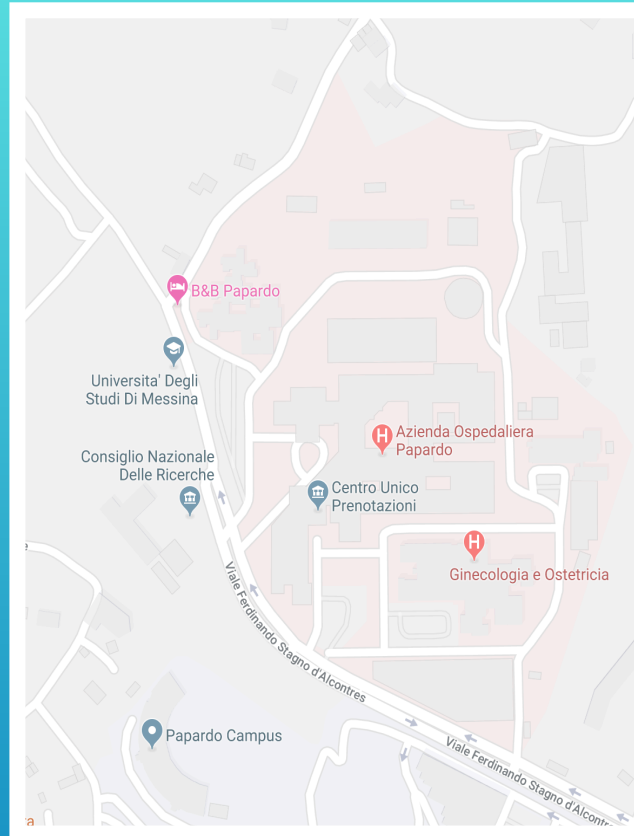 B&B Papardo
Universita' Degli
Studi Di Messina
Azienda Ospedaliera
Papardo
Consiglio Nazionale
Delle Ricerche
Centro Unico
Prenotazioni
Ginecologia e Ostetricia
Viale Ferdinando Stagno d'Alcontres
Papardo Campus
Viale Ferdinando Stagno d'Alcontre